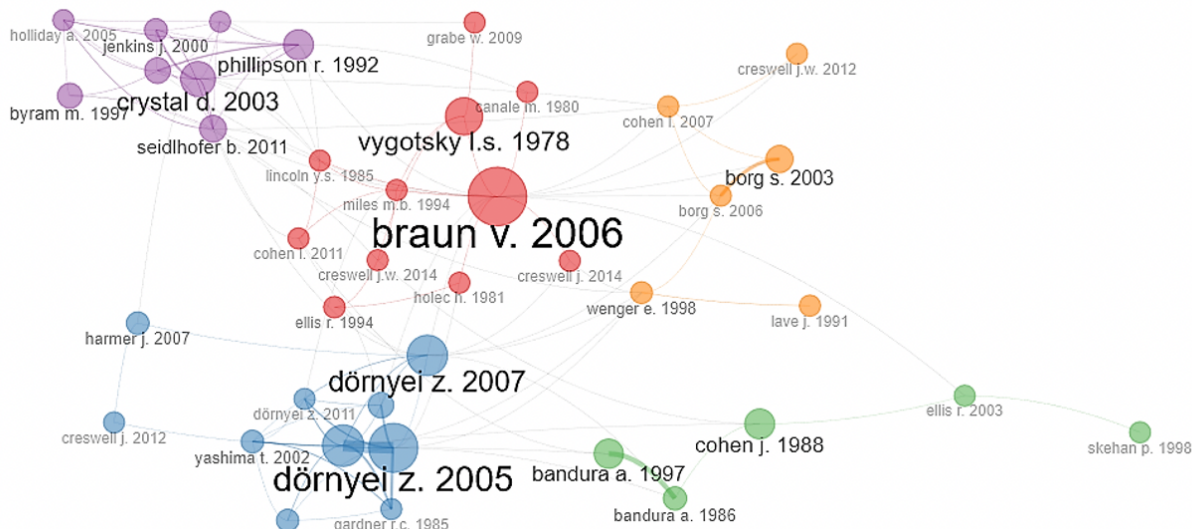 holliday a. 2005
jenkins j. 2000
grabe w. 2009
phillipson r. 1992
creswell j.w. 2012
crystal d. 2003
byram m. 1997
canale m. 1980
cohen l. 2007
seidlhofer b. 2011
vygotsky l.s. 1978
lincoln y.s. 1985
borg s. 2003
miles m.b. 1994
borg s. 2006
braun v. 2006
cohen l. 2011
creswell j.w. 2014
creswell j. 2014
holec h. 1981
ellis r. 1994
wenger e. 1998
lave j. 1991
harmer j. 2007
dörnyei z. 2007
dörnyei z. 2011
ellis r. 2003
creswell j. 2012
cohen j. 1988
skehan p. 1998
yashima t. 2002
dörnyei z. 2005
bandura a. 1997
bandura a. 1986
gardner r.c. 1985